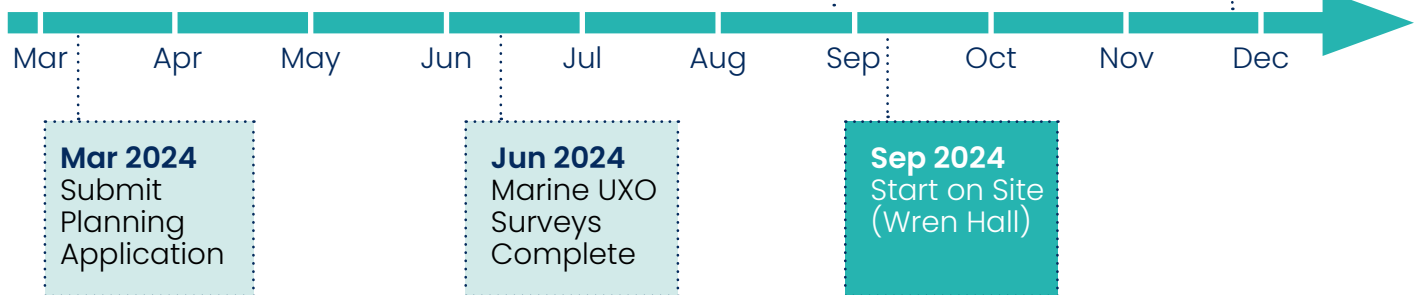 Mar Apr May Jun Jul Aug Sep Oct Nov Dec
Mar 2024
Submit
Planning
Application
Jun 2024
Marine UXO
Surveys
Complete
Sep 2024
Start on Site
(Wren Hall)